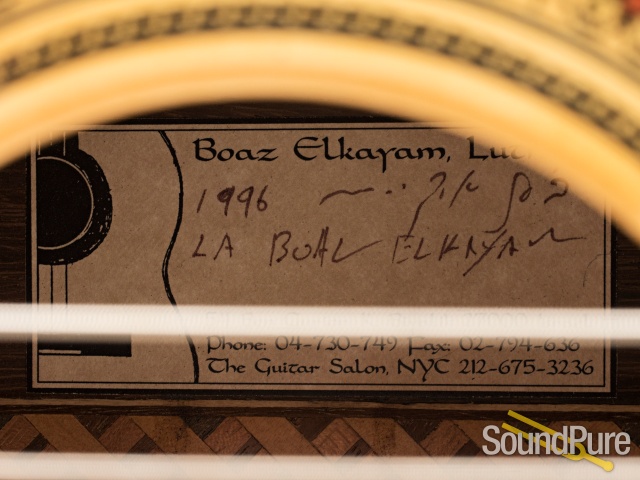 Boaz Elkayam,
1996
LA BOAZ ELKAYAM
Phone: 04-730-749 Fax: 02-794-636
The Guitar Salon, NYC 212-675-3236
SoundPure